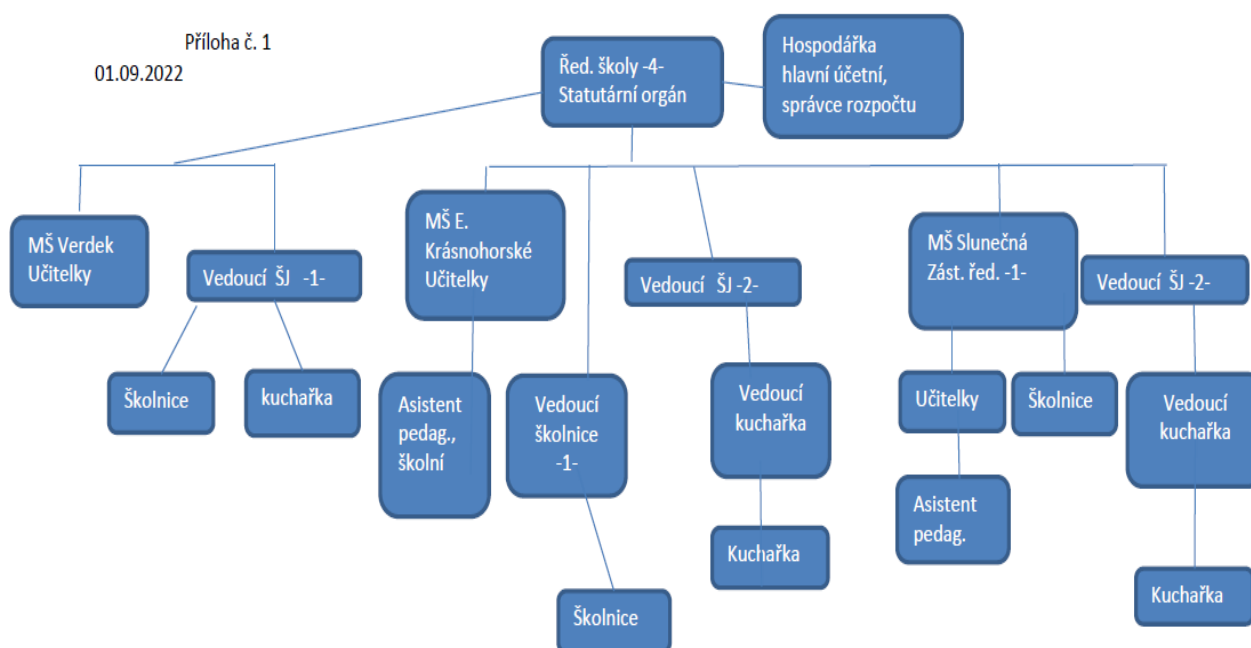 Příloha č. 1
01.09.2022
Řed. školy -4-
Statutární orgán
Hospodářka
hlavní účetní,
správce rozpočtu
MŠ Verdek
Učitelky
Vedoucí ŠJ -1-
Školnice
kuchařka
MŠ E.
Krásnohorské
Učitelky
Asistent
pedag.,
školní
Vedoucí
školnice
-1-
Školnice
Vedoucí ŠJ -2-
Vedoucí
kuchařka
Kuchařka
MŠ Slunečná
Zást. řed. -1-
Učitelky
Asistent
pedag.
Školnice
Vedoucí ŠJ -2-
Vedoucí
kuchařka
Kuchařka